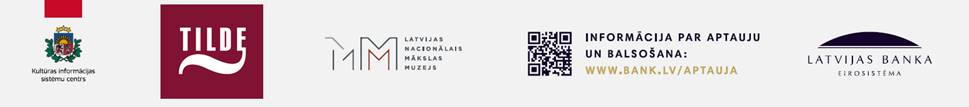 Kultūras informācijas
sistēmu centrs
TILDE
LATVIJAS
NACIONĀLAIS
MĀKSLAS
MUZEJS
INFORMĀCIJA PAR APTAUJU
UN BALSOŠANA:
WWW.BANK.LV/APTAUJA
LATVIJAS BANKA
EIROSISTĒMA